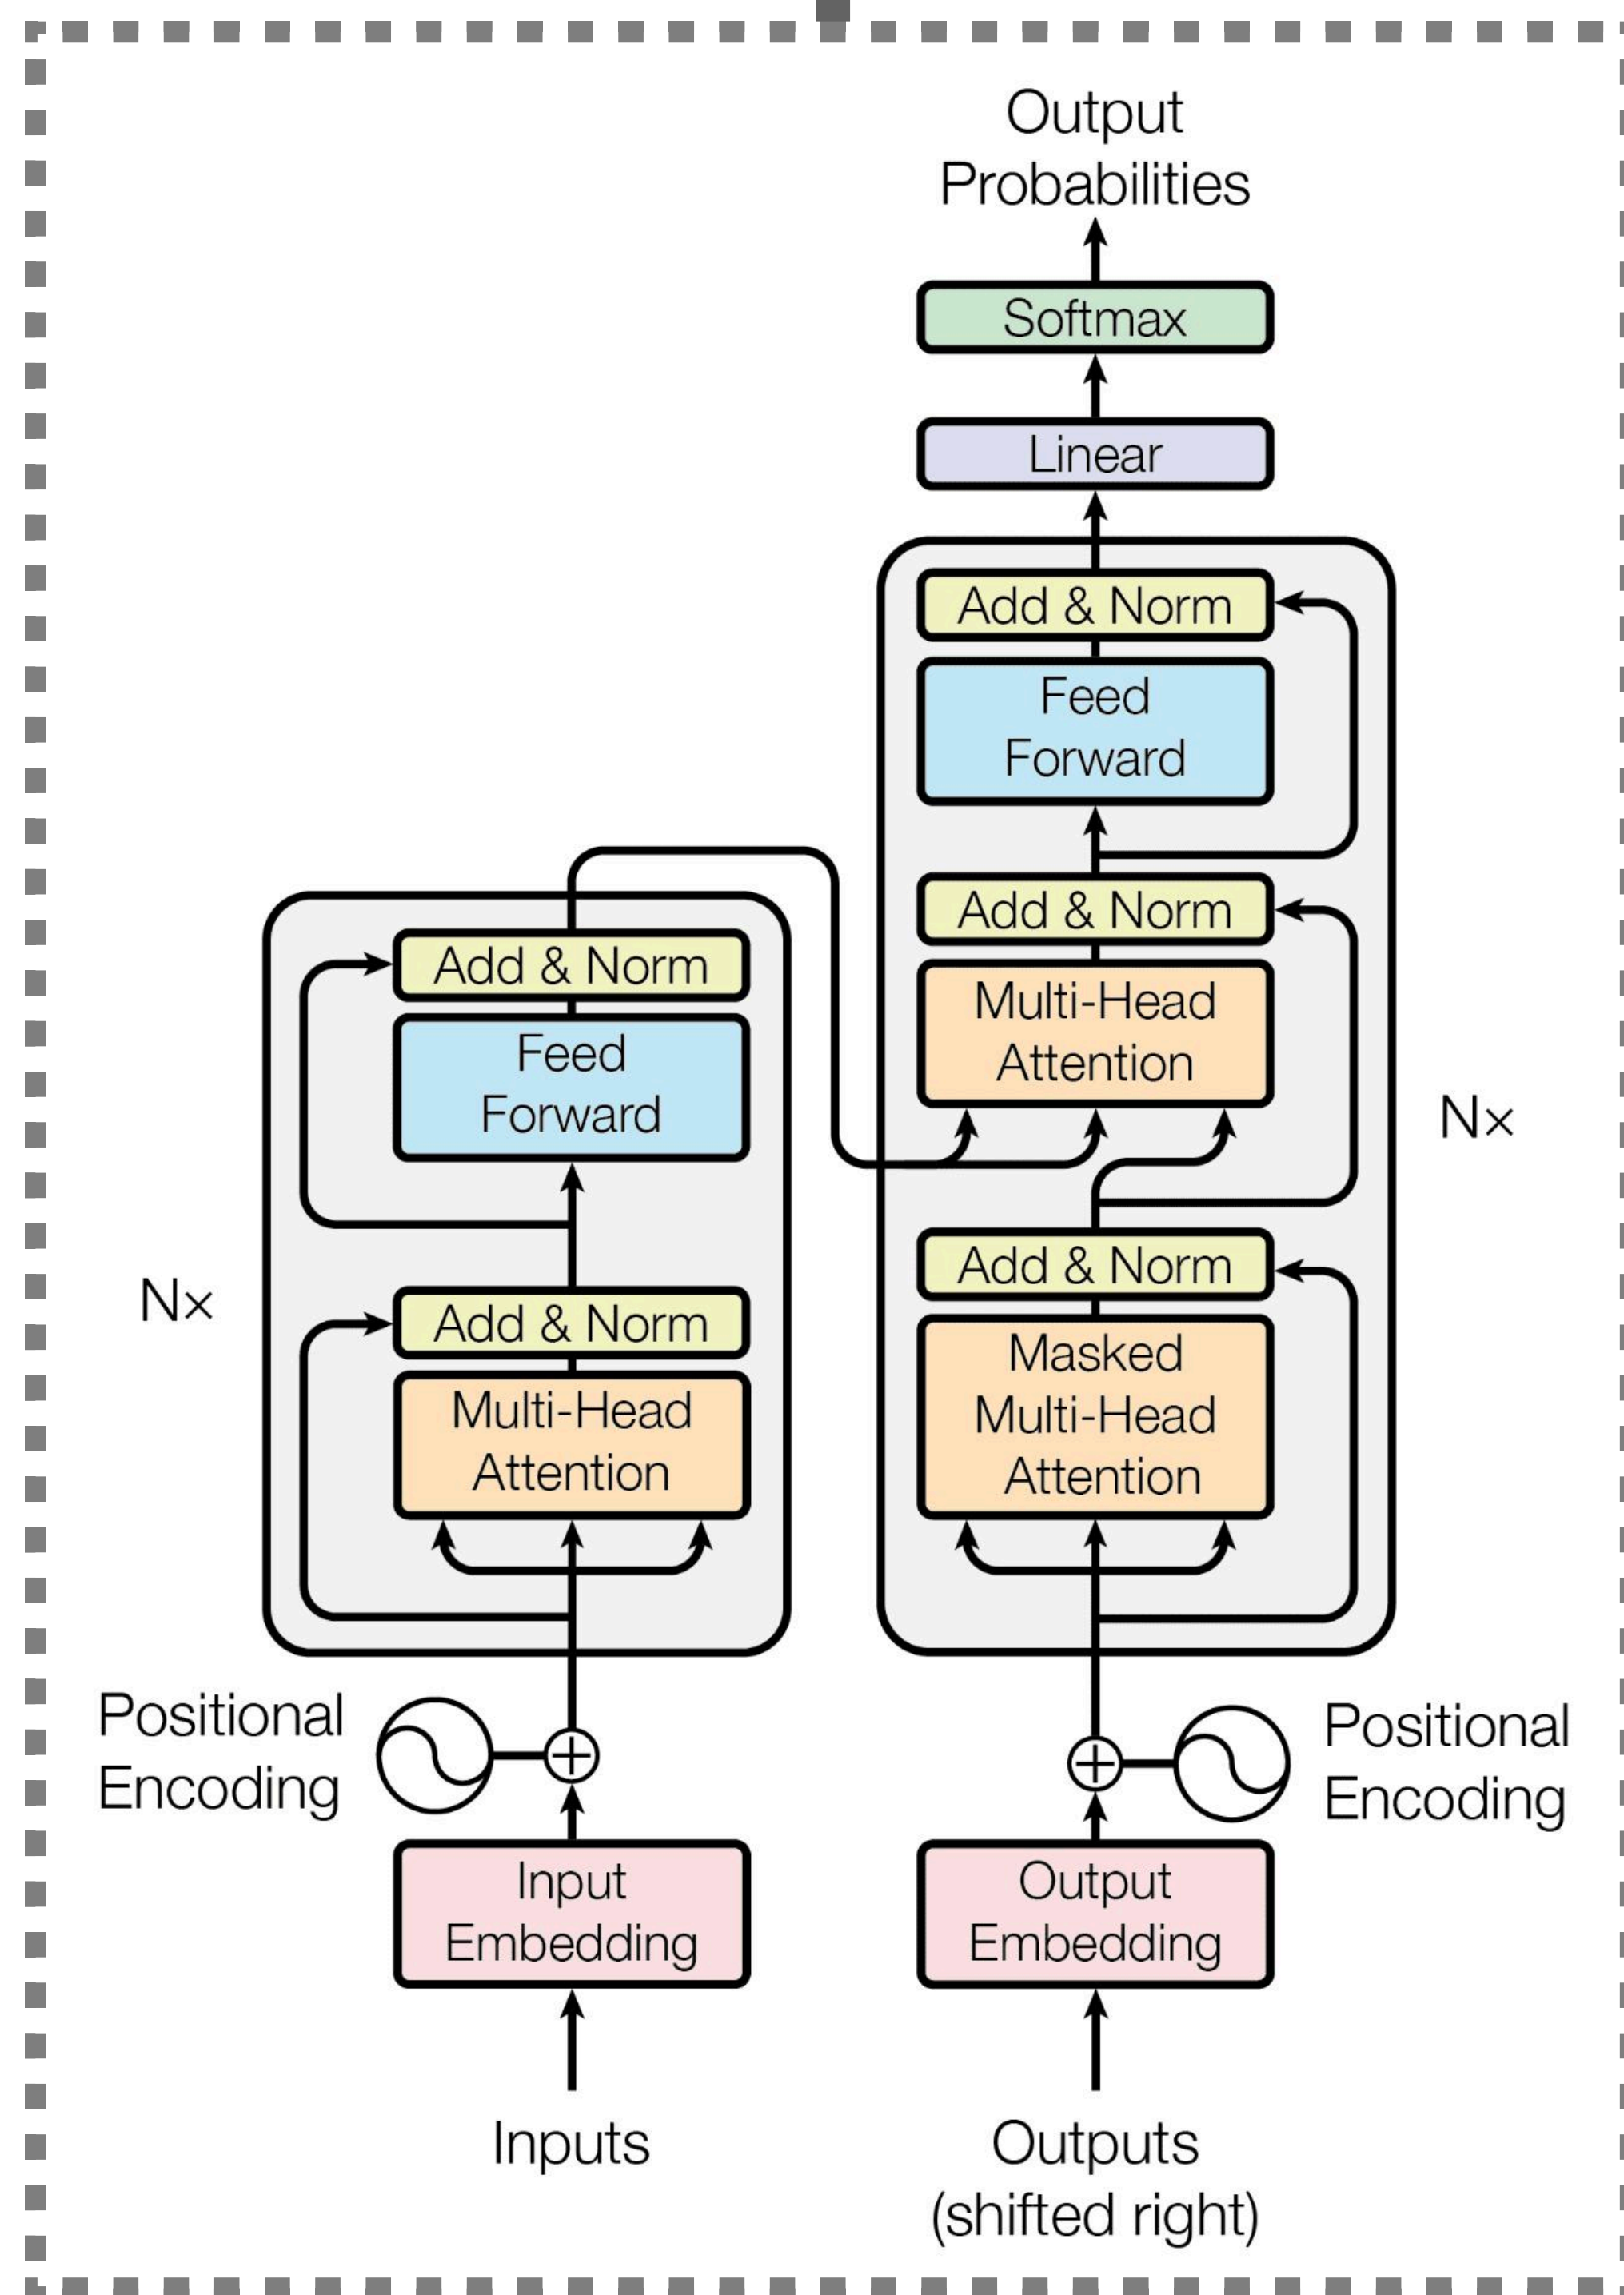 Output
Probabilities
Softmax
Linear
Add & Norm
Feed
Forward
Add & Norm
Multi-Head
Attention
Add & Norm
Masked
Multi-Head
Attention
N×
Positional
Encoding
Output
Embedding
Outputs
(shifted right)
Add & Norm
Feed
Forward
Add & Norm
Multi-Head
Attention
N×
Positional
Encoding
Input
Embedding
Inputs